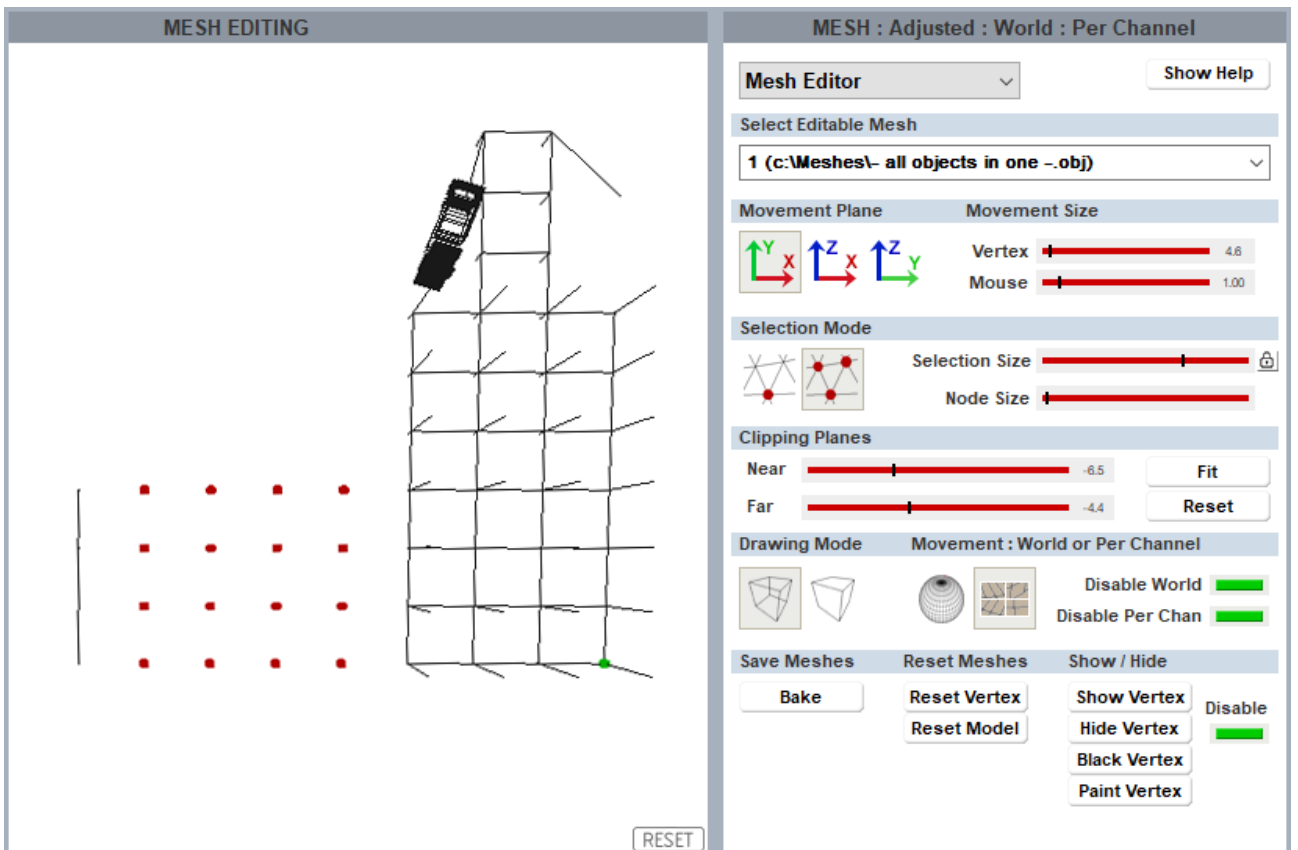 MESH EDITING
MESH : Adjusted : World : Per Channel
Mesh Editor
Show Help
Select Editable Mesh
1 (c:\Meshes\- all objects in one -.obj)
Movement Plane
Movement Size
Y X
Z X
Z Y
Vertex 4.6
Mouse 1.00
Selection Mode
Selection Size
Node Size
Clipping Planes
Near -6.5
Fit
Far -4.4
Reset
Drawing Mode
Movement : World or Per Channel
Disable World
Disable Per Chan
Save Meshes
Reset Meshes
Show / Hide
Bake
Reset Vertex
Show Vertex
Disable
Reset Model
Hide Vertex
Black Vertex
Paint Vertex
RESET